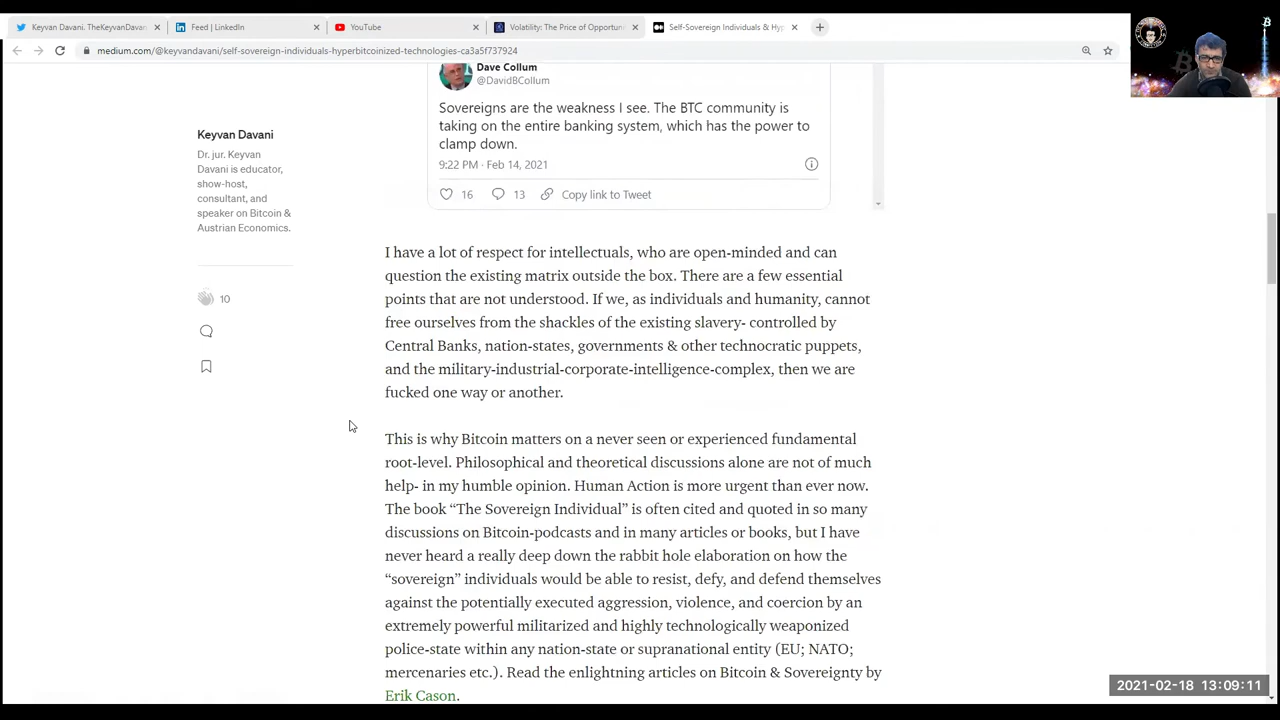 Keyvan Davani. TheKeyvanDavan
Feed | LinkedIn
YouTube
Volatility: The Price of Opportuni
Self-Sovereign Individuals & Hyp
medium.com/@keyvandavani/self-sovereign-individuals-hyperbitcoinized-technologies-ca3a5f737924
Dave Collum
@DavidBCollum
Sovereigns are the weakness I see. The BTC community is
taking on the entire banking system, which has the power to
clamp down.
9:22 PM · Feb 14, 2021
16
13
Copy link to Tweet
Keyvan Davani
Dr. jur. Keyvan
Davani is educator,
show-host,
consultant, and
speaker on Bitcoin &
Austrian Economics.
10
I have a lot of respect for intellectuals, who are open-minded and can
question the existing matrix outside the box. There are a few essential
points that are not understood. If we, as individuals and humanity, cannot
free ourselves from the shackles of the existing slavery- controlled by
Central Banks, nation-states, governments & other technocratic puppets,
and the military-industrial-corporate-intelligence-complex, then we are
fucked one way or another.
This is why Bitcoin matters on a never seen or experienced fundamental
root-level. Philosophical and theoretical discussions alone are not of much
help- in my humble opinion. Human Action is more urgent than ever now.
The book “The Sovereign Individual” is often cited and quoted in so many
discussions on Bitcoin-podcasts and in many articles or books, but I have
never heard a really deep down the rabbit hole elaboration on how the
“sovereign” individuals would be able to resist, defy, and defend themselves
against the potentially executed aggression, violence, and coercion by an
extremely powerful militarized and highly technologically weaponized
police-state within any nation-state or supranational entity (EU; NATO;
mercenaries etc.). Read the enlightning articles on Bitcoin & Sovereignty by
Erik Cason.
2021-02-18 13:09:11